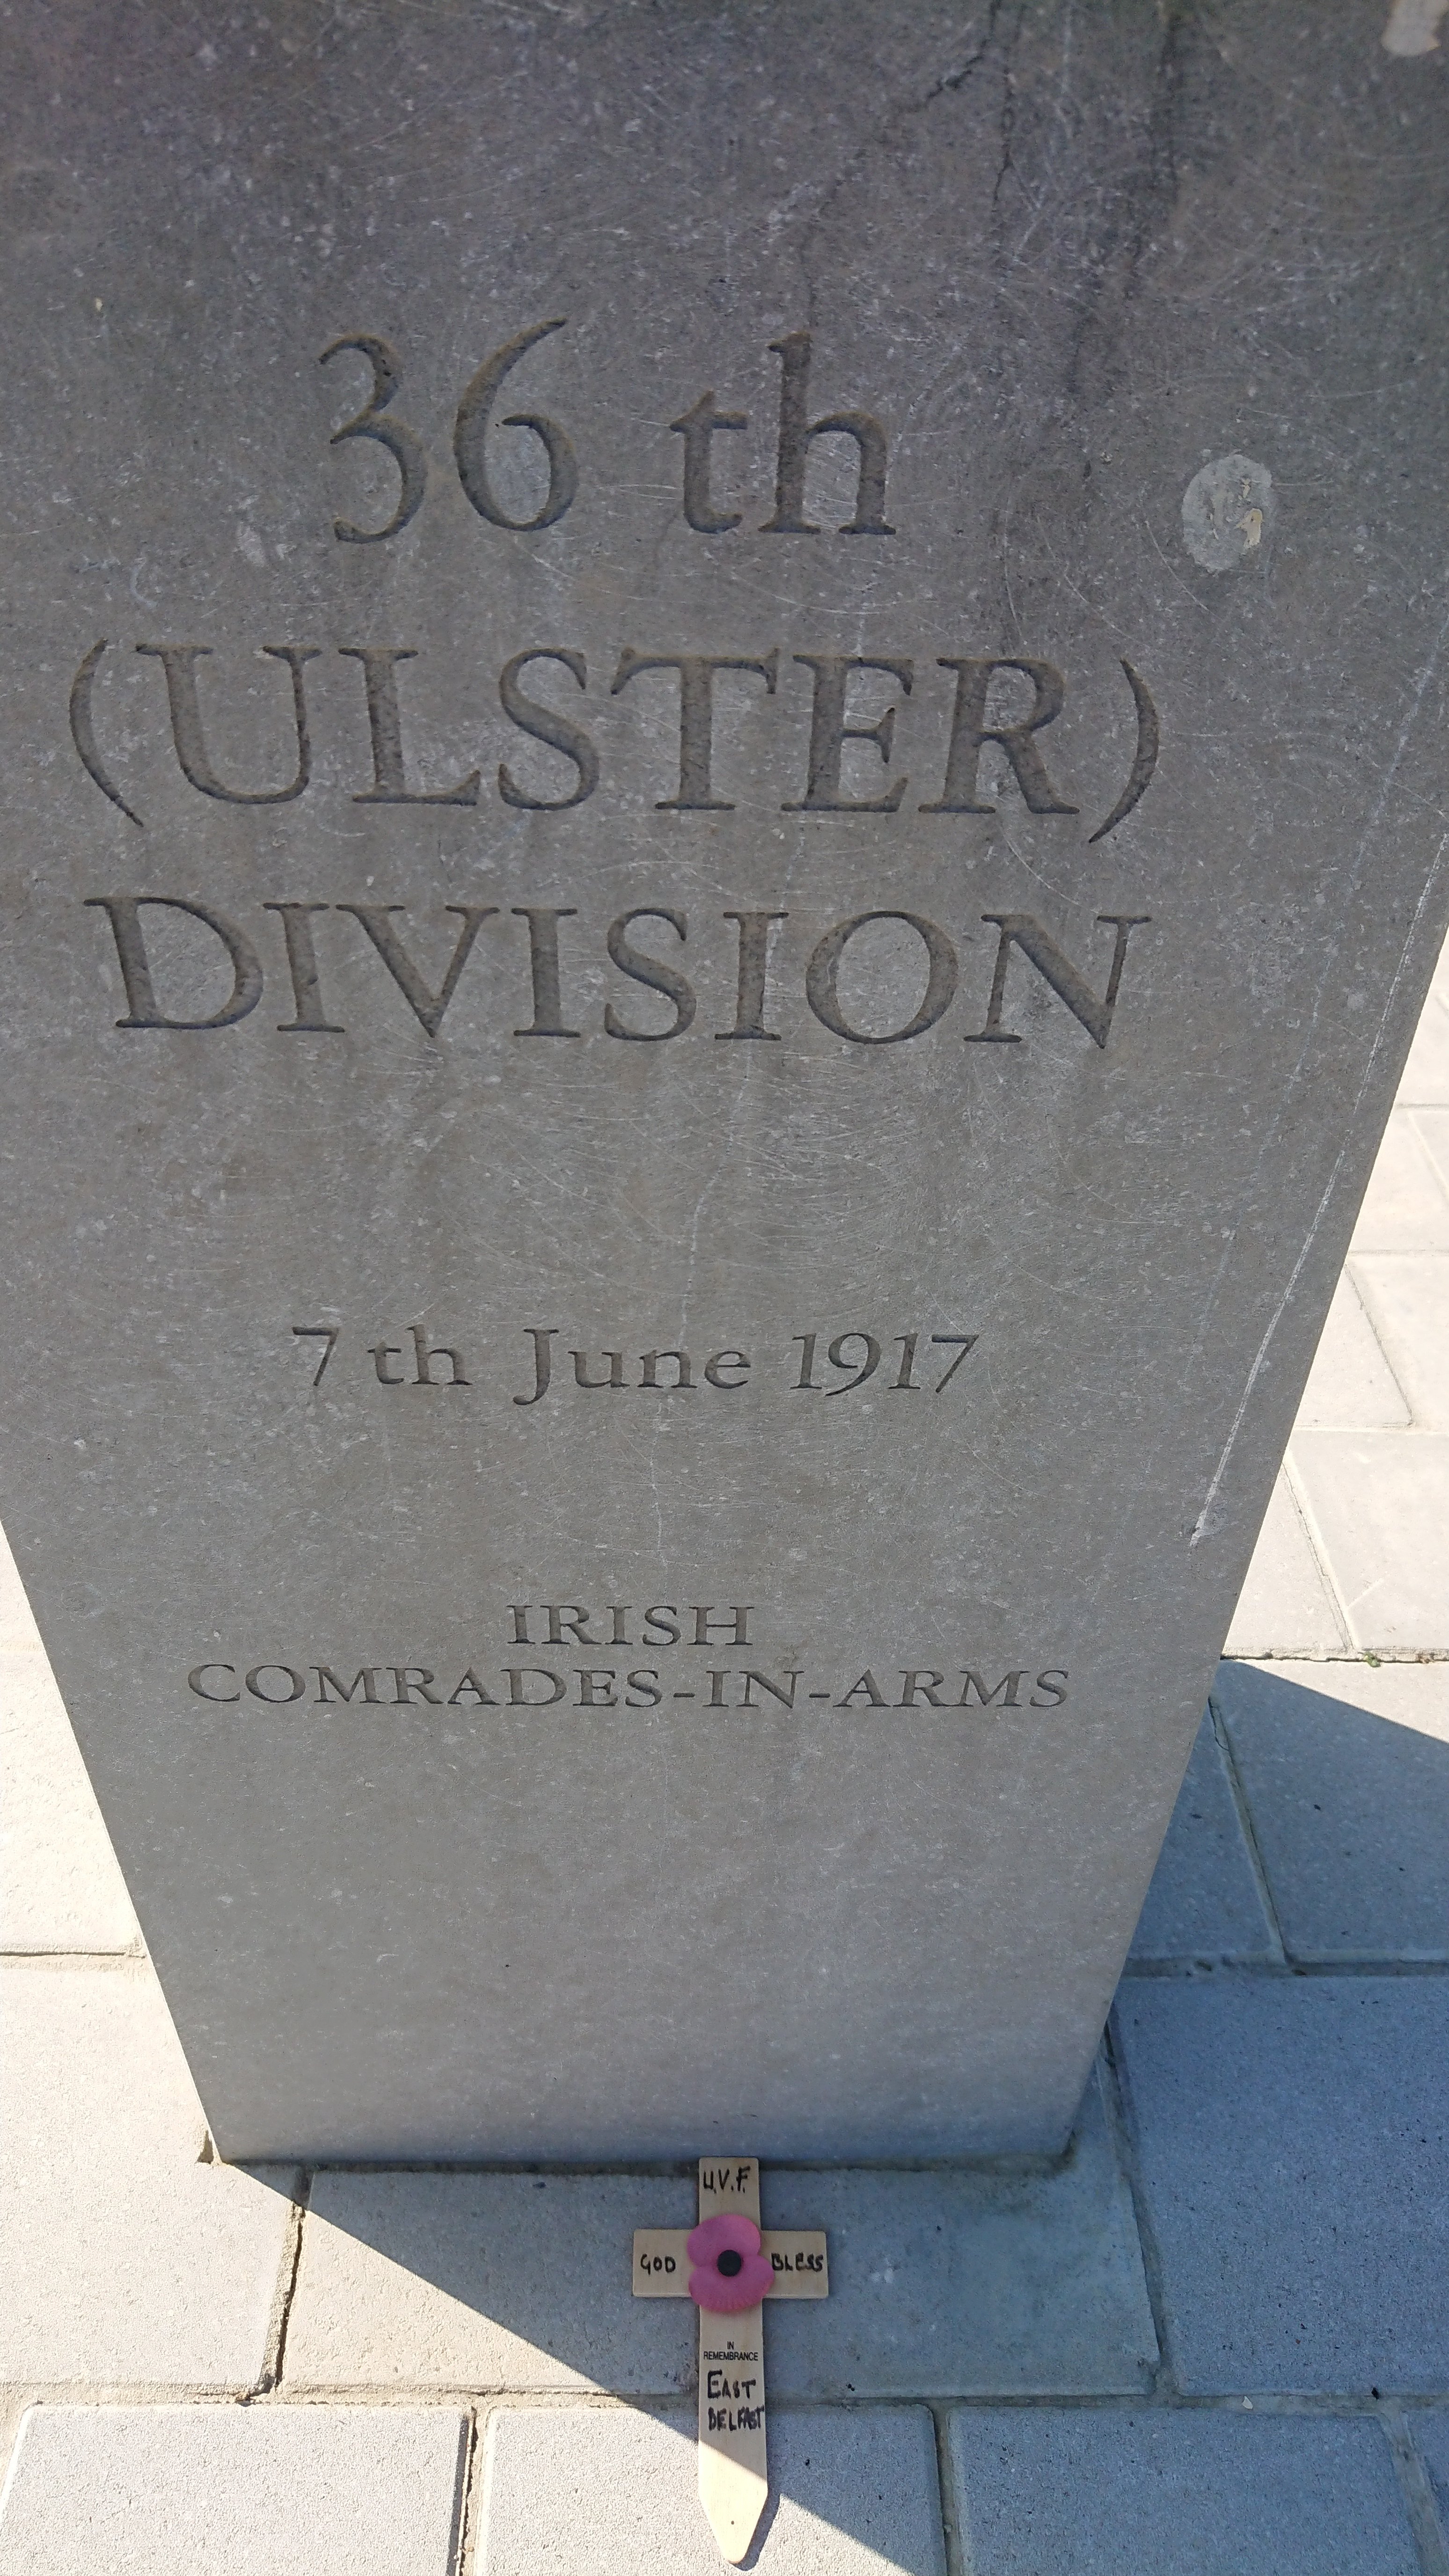 36 th
(ULSTER)
DIVISION
7 th June 1917
IRISH
COMRADES-IN-ARMS
U.V.F.
GOD BLESS
IN
REMEMBRANCE
EAST
BELFAST